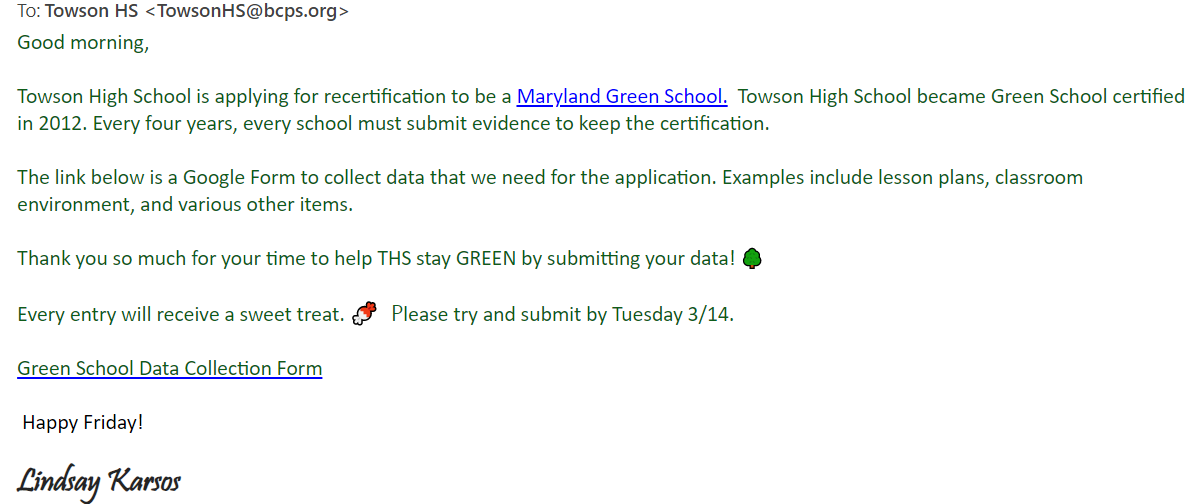 To: Towson HS <TowsonHS@bcps.org>
Good morning,
Towson High School is applying for recertification to be a Maryland Green School. Towson High School became Green School certified
in 2012. Every four years, every school must submit evidence to keep the certification.
The link below is a Google Form to collect data that we need for the application. Examples include lesson plans, classroom
environment, and various other items.
Thank you so much for your time to help THS stay GREEN by submitting your data! 🌳
Every entry will receive a sweet treat. 🍬 Please try and submit by Tuesday 3/14.
Green School Data Collection Form
Happy Friday!
Lindsay Karsos